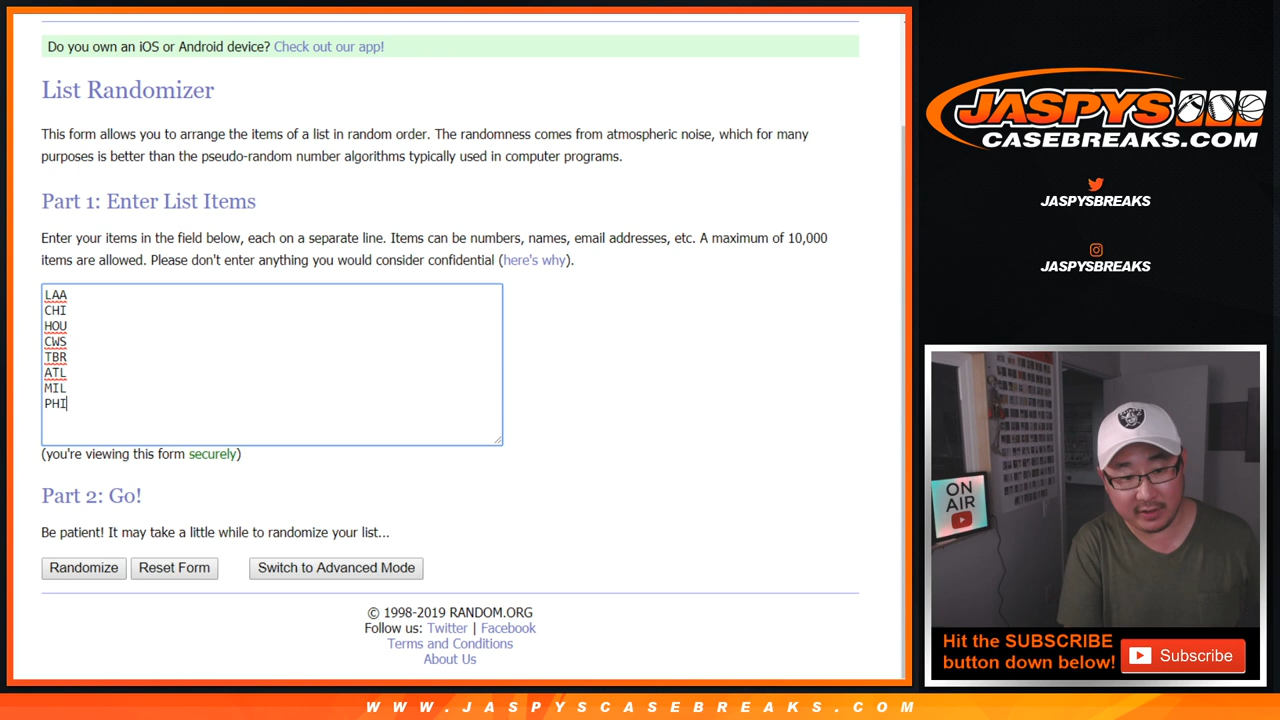 Do you own an iOS or Android device? Check out our app!
List Randomizer
This form allows you to arrange the items of a list in random order. The randomness comes from atmospheric noise, which for many
purposes is better than the pseudo-random number algorithms typically used in computer programs.
Part 1: Enter List Items
Enter your items in the field below, each on a separate line. Items can be numbers, names, email addresses, etc. A maximum of 10,000
items are allowed. Please don't enter anything you would consider confidential (here's why).
LAA
CHI
HOU
CWS
TBR
ATL
MIL
PHI
(you're viewing this form securely)
Part 2: Go!
Be patient! It may take a little while to randomize your list...
Randomize Reset Form Switch to Advanced Mode
© 1998-2019 RANDOM.ORG
Follow us: Twitter | Facebook
Terms and Conditions
About Us
JASPYS
CASEBREAKS.COM
JASPYSBREAKS
JASPYSBREAKS
ON
AIR
Hit the SUBSCRIBE
button down below!
Subscribe
WWW.JASPYSCASEBREAKS.COM